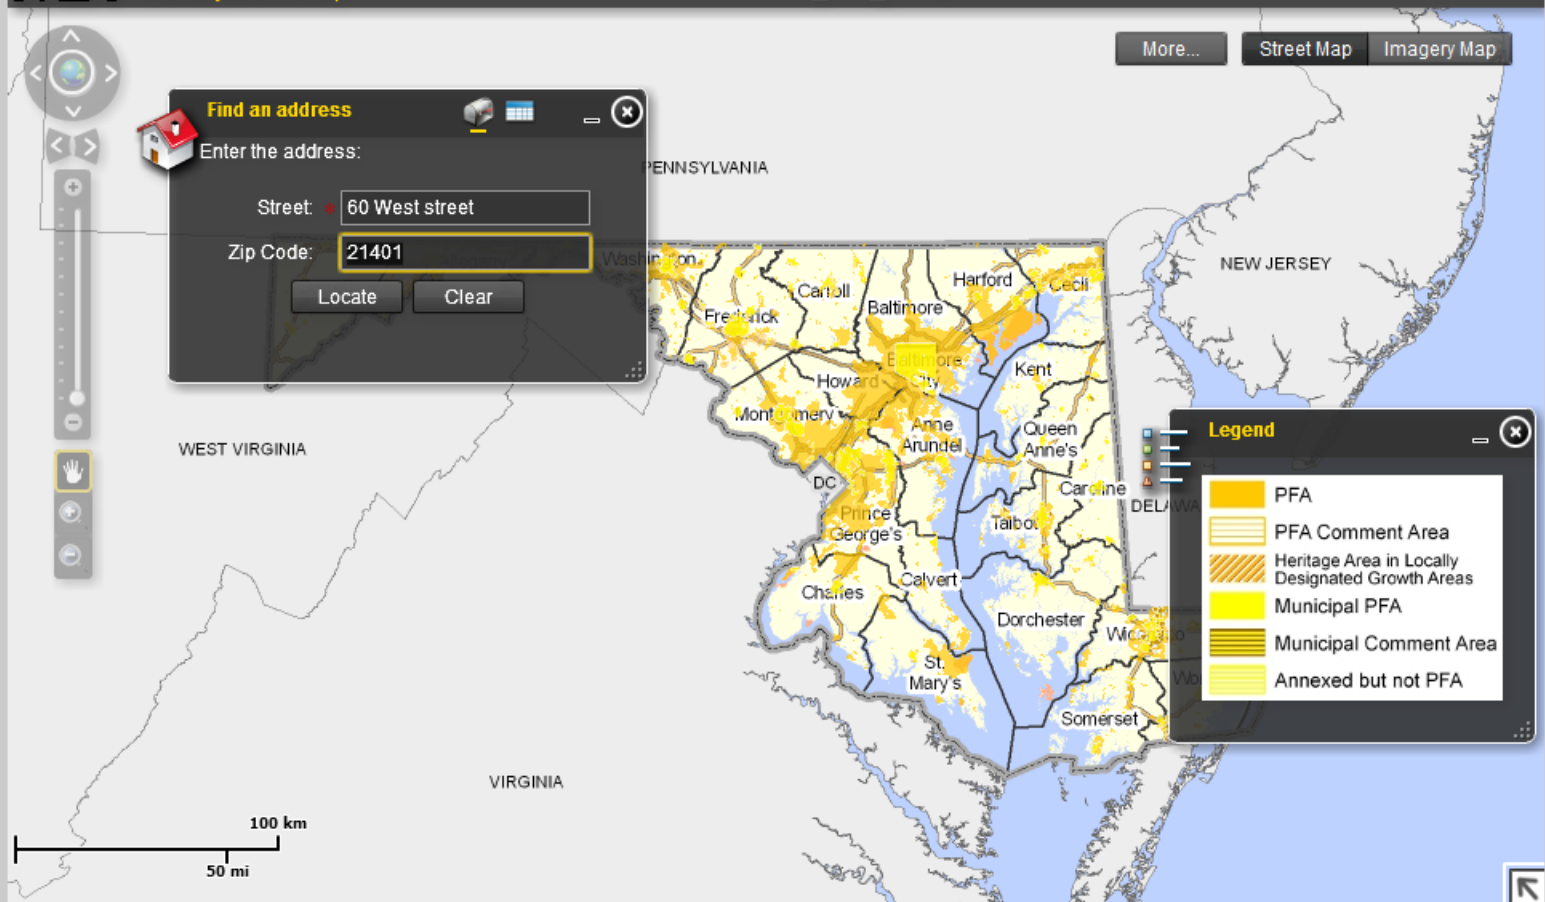 More...
Street Map
Imagery Map
Find an address
Enter the address:
Street: * 60 West street
Zip Code: 21401
Locate
Clear
PENNSYLVANIA
NEW JERSEY
WEST VIRGINIA
VIRGINIA
DC
Washington
Frederick
Carroll
Baltimore
Harford
Cecil
Baltimore
City
Howard
Kent
Montgomery
Anne
Arundel
Queen
Anne's
Caroline
Talbot
Prince
George's
Calvert
Charles
Dorchester
St.
Mary's
Somerset
Legend
PFA
PFA Comment Area
Heritage Area in Locally
Designated Growth Areas
Municipal PFA
Municipal Comment Area
Annexed but not PFA
100 km
50 mi